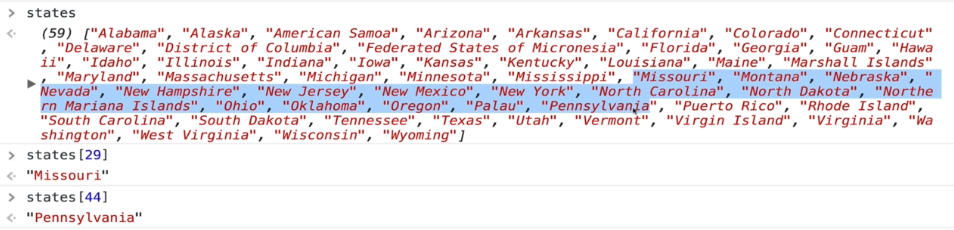 > states
(59) ["Alabama", "Alaska", "American Samoa", "Arizona", "Arkansas", "California", "Colorado", "Connecticut"
, "Delaware", "District of Columbia", "Federated States of Micronesia", "Florida", "Georgia", "Guam", "Hawa
ii", "Idaho", "Illinois", "Indiana", "Iowa", "Kansas", "Kentucky", "Louisiana", "Maine", "Marshall Islands"
, "Maryland", "Massachusetts", "Michigan", "Minnesota", "Mississippi", "Missouri", "Montana", "Nebraska", "
Nevada", "New Hampshire", "New Jersey", "New Mexico", "New York", "North Carolina", "North Dakota", "Northe
rn Mariana Islands", "Ohio", "Oklahoma", "Oregon", "Palau", "Pennsylvania", "Puerto Rico", "Rhode Island",
"South Carolina", "South Dakota", "Tennessee", "Texas", "Utah", "Vermont", "Virgin Island", "Virginia", "Wa
shington", "West Virginia", "Wisconsin", "Wyoming"]
> states[29]
"Missouri"
> states[44]
"Pennsylvania"